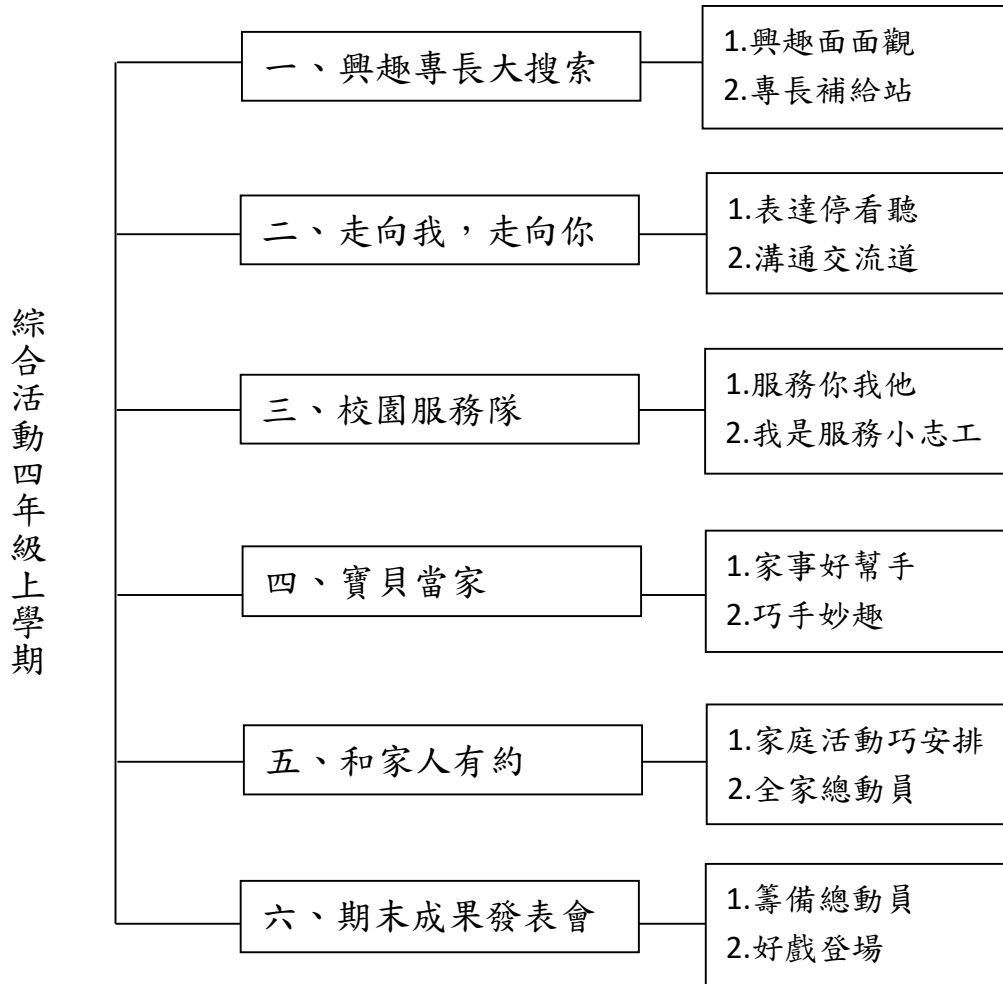 綜合活動四年級上學期
一、興趣專長大搜索
1.興趣面面觀
2.專長補給站
二、走向我，走向你
1.表達停看聽
2.溝通交流道
三、校園服務隊
1.服務你我他
2.我是服務小志工
四、寶貝當家
1.家事好幫手
2.巧手妙趣
五、和家人有約
1.家庭活動巧安排
2.全家總動員
六、期末成果發表會
1.籌備總動員
2.好戲登場